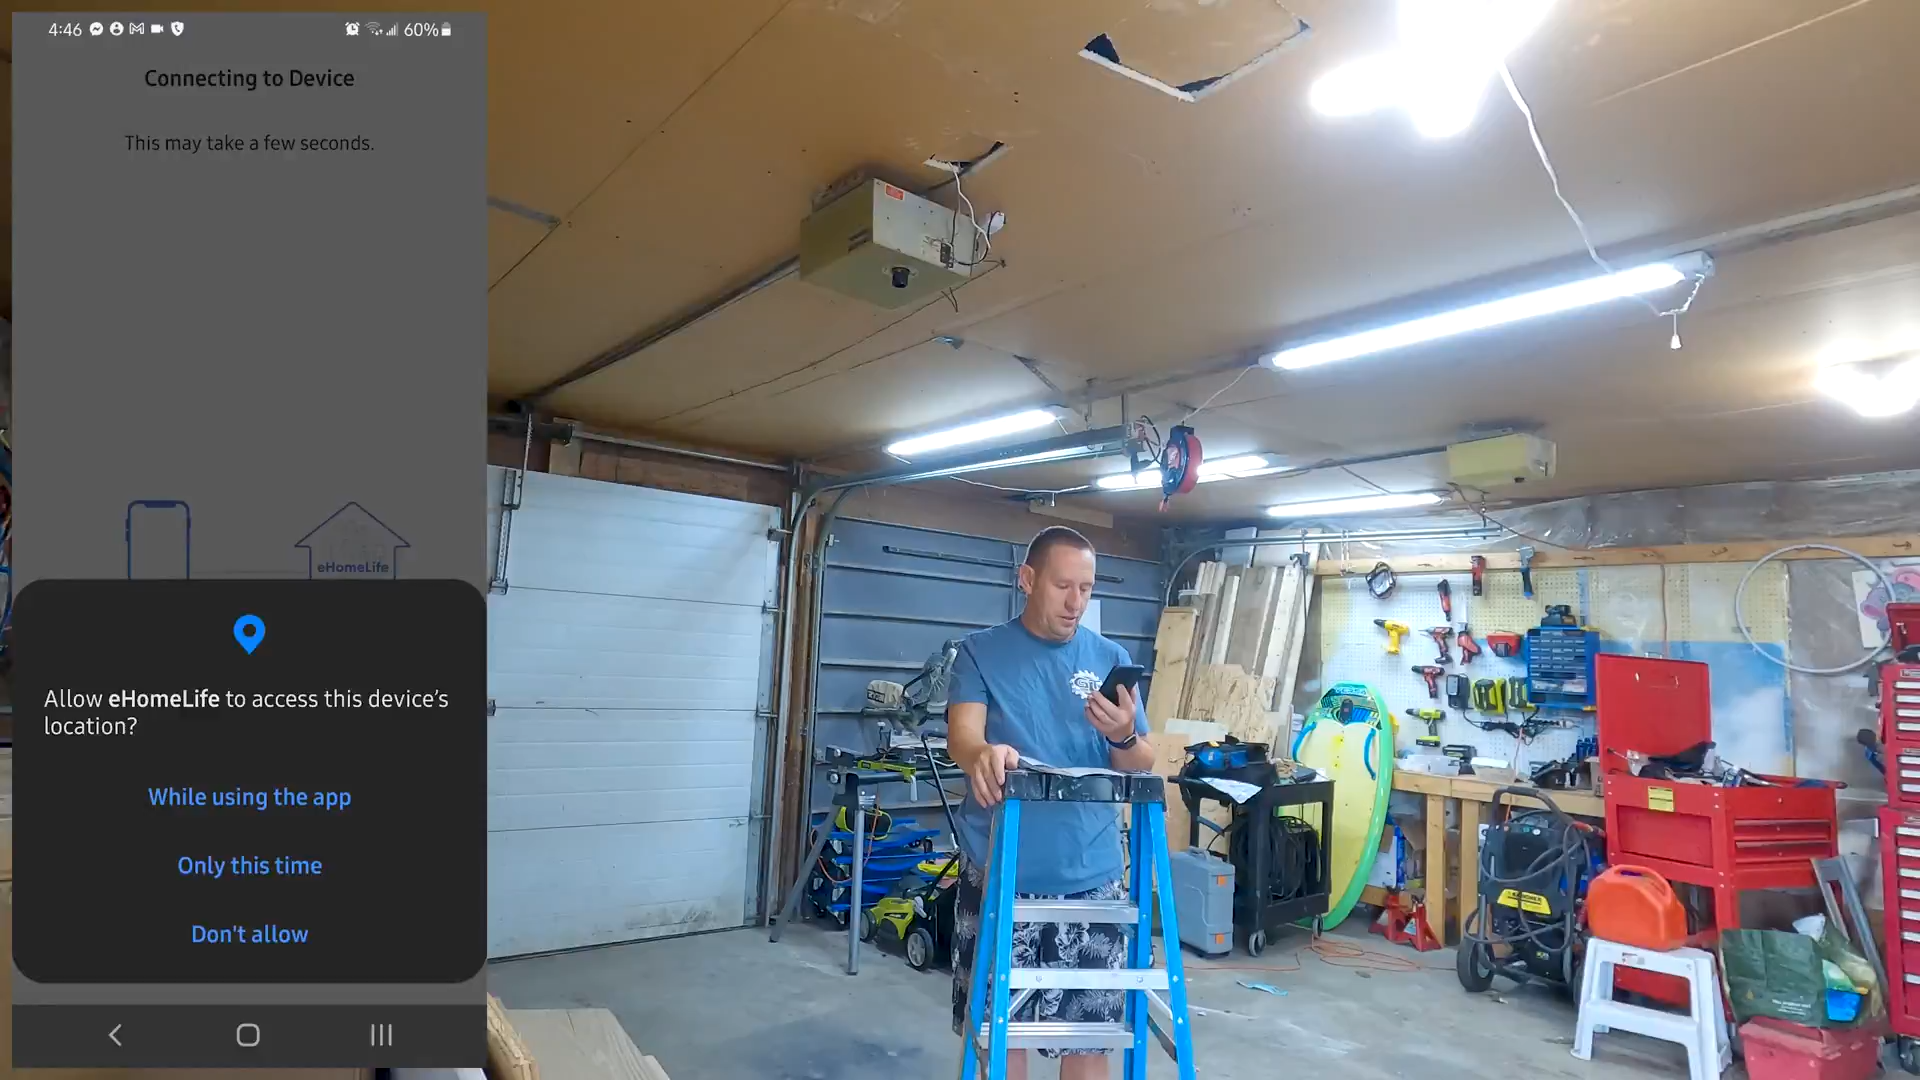 4:46
60%
Connecting to Device
This may take a few seconds.
eHomeLife
Allow eHomeLife to access this device's
location?
While using the app
Only this time
Don't allow